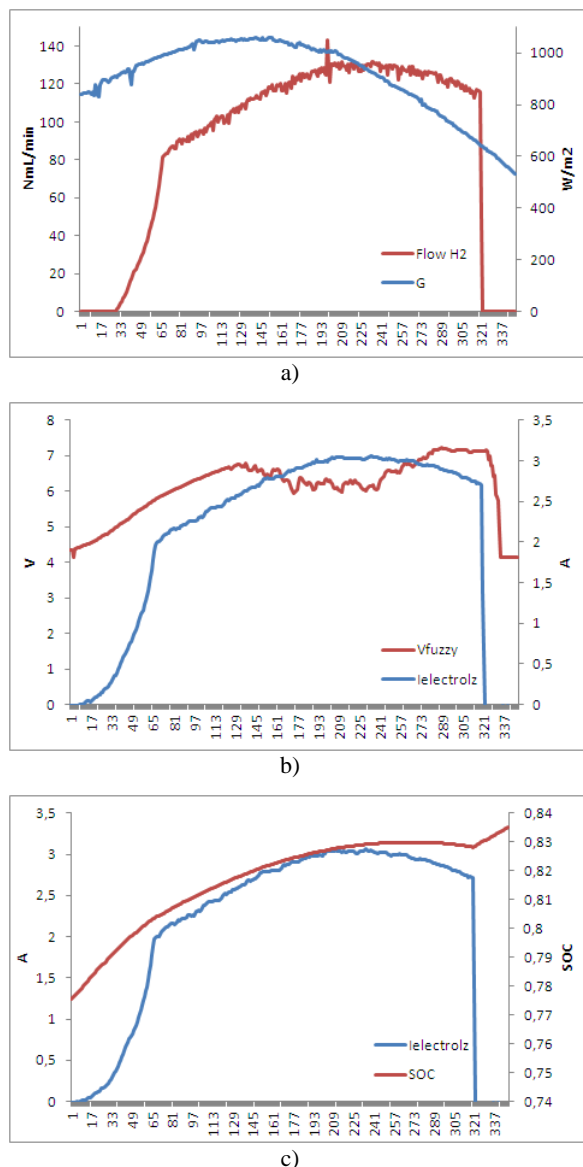 140
120
100
80
60
40
20
0
NmL/min
1000
800
600
400
200
0
W/m2
Flow H2
G
1 17 33 49 65 81 97 113 129 145 161 177 193 209 225 241 257 273 289 305 321 337
a)
8
7
6
5
4
3
2
1
0
V
3,5
3
2,5
2
1,5
1
0,5
0
A
Vfuzzy
Ielectrolz
1 17 33 49 65 81 97 113 129 145 161 177 193 209 225 241 257 273 289 305 321 337
b)
3,5
3
2,5
2
1,5
1
0,5
0
A
0,84
0,83
0,82
0,81
0,8
0,79
0,78
0,77
0,76
0,75
0,74
SOC
Ielectrolz
SOC
1 17 33 49 65 81 97 113 129 145 161 177 193 209 225 241 257 273 289 305 321 337
c)